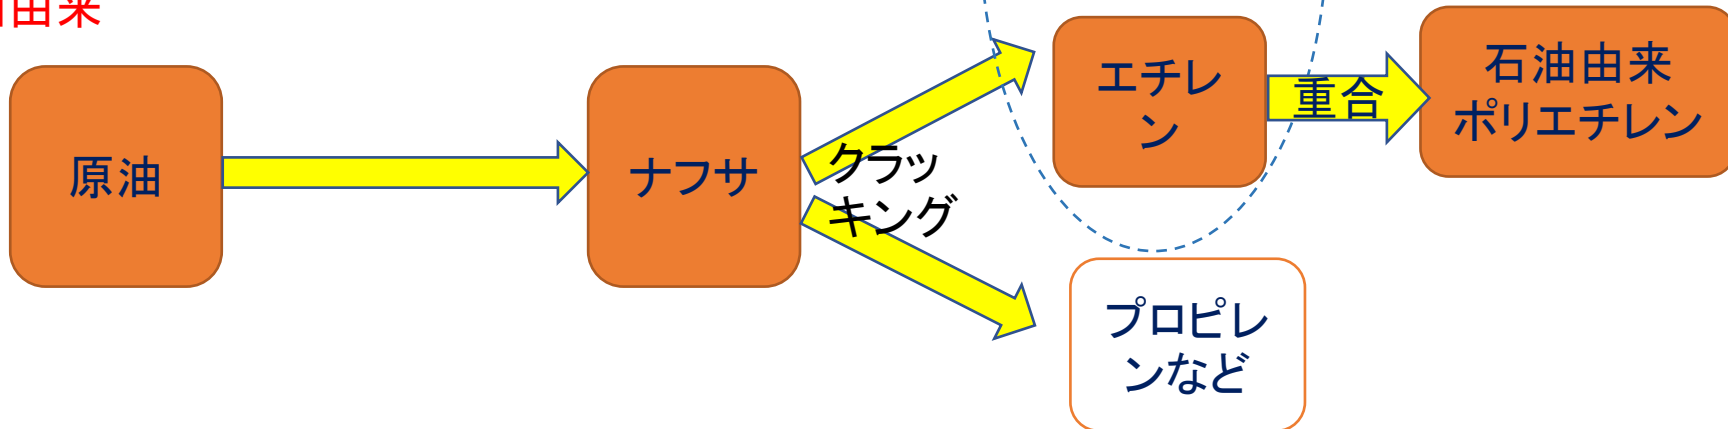 由来
原油
ナフサ
クラッ
キング
エチレ
ン
重合
石油由来
ポリエチレン
プロピレ
ンなど